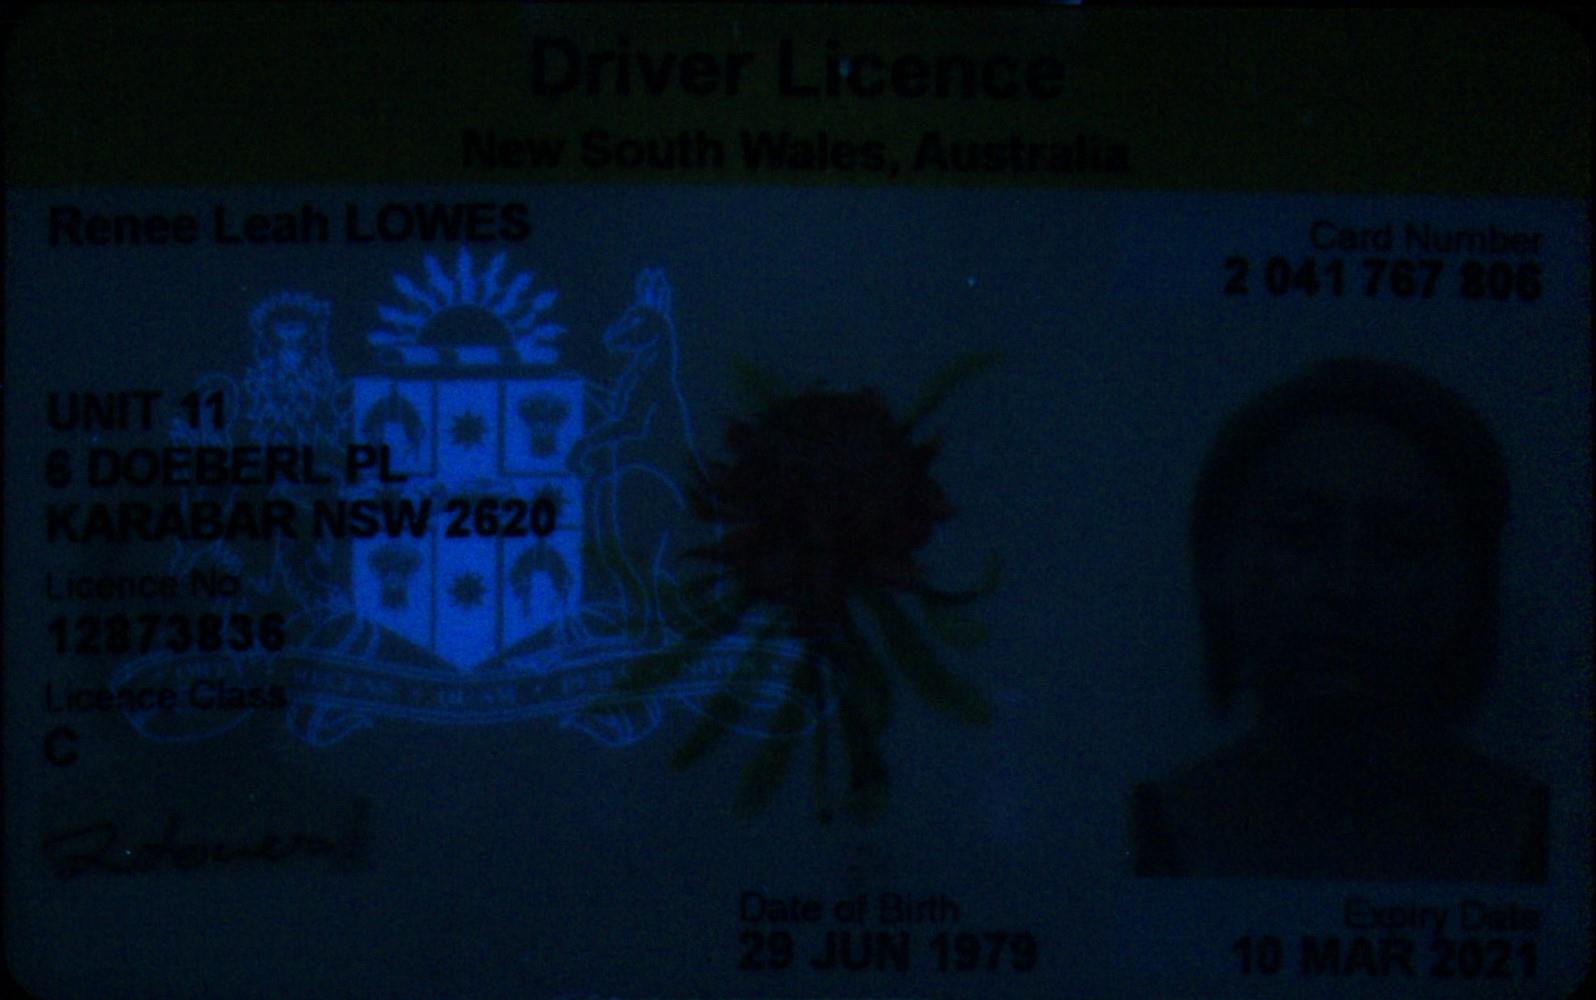 Driver Licence
New South Wales, Australia
Renee Leah LOWES
Card Number
2 041 767 806
UNIT 11
6 DOEBERL PL
KARABAR NSW 2620
Licence No
12873836
Licence Class
C
Date of Birth
29 JUN 1979
Expiry Date
10 MAR 2021